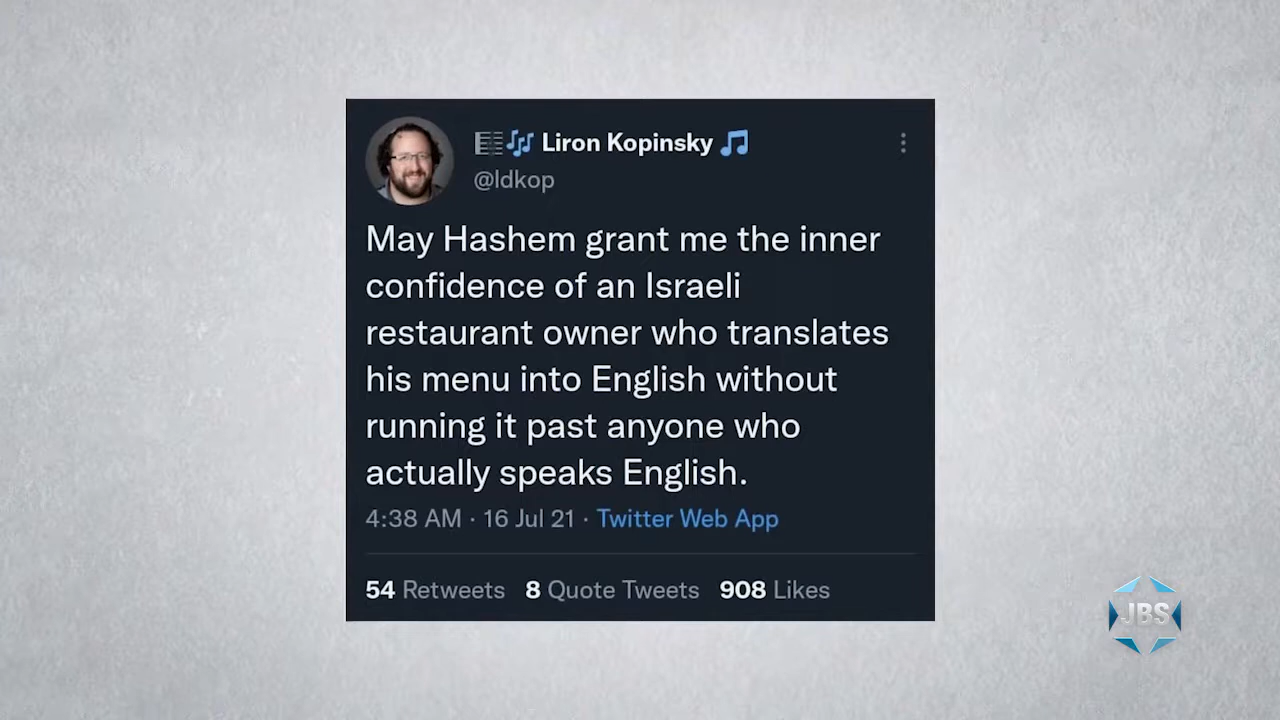 Liron Kopinsky
@ldkop
May Hashem grant me the inner
confidence of an Israeli
restaurant owner who translates
his menu into English without
running it past anyone who
actually speaks English.
4:38 AM · 16 Jul 21 · Twitter Web App
54 Retweets 8 Quote Tweets 908 Likes
JBS